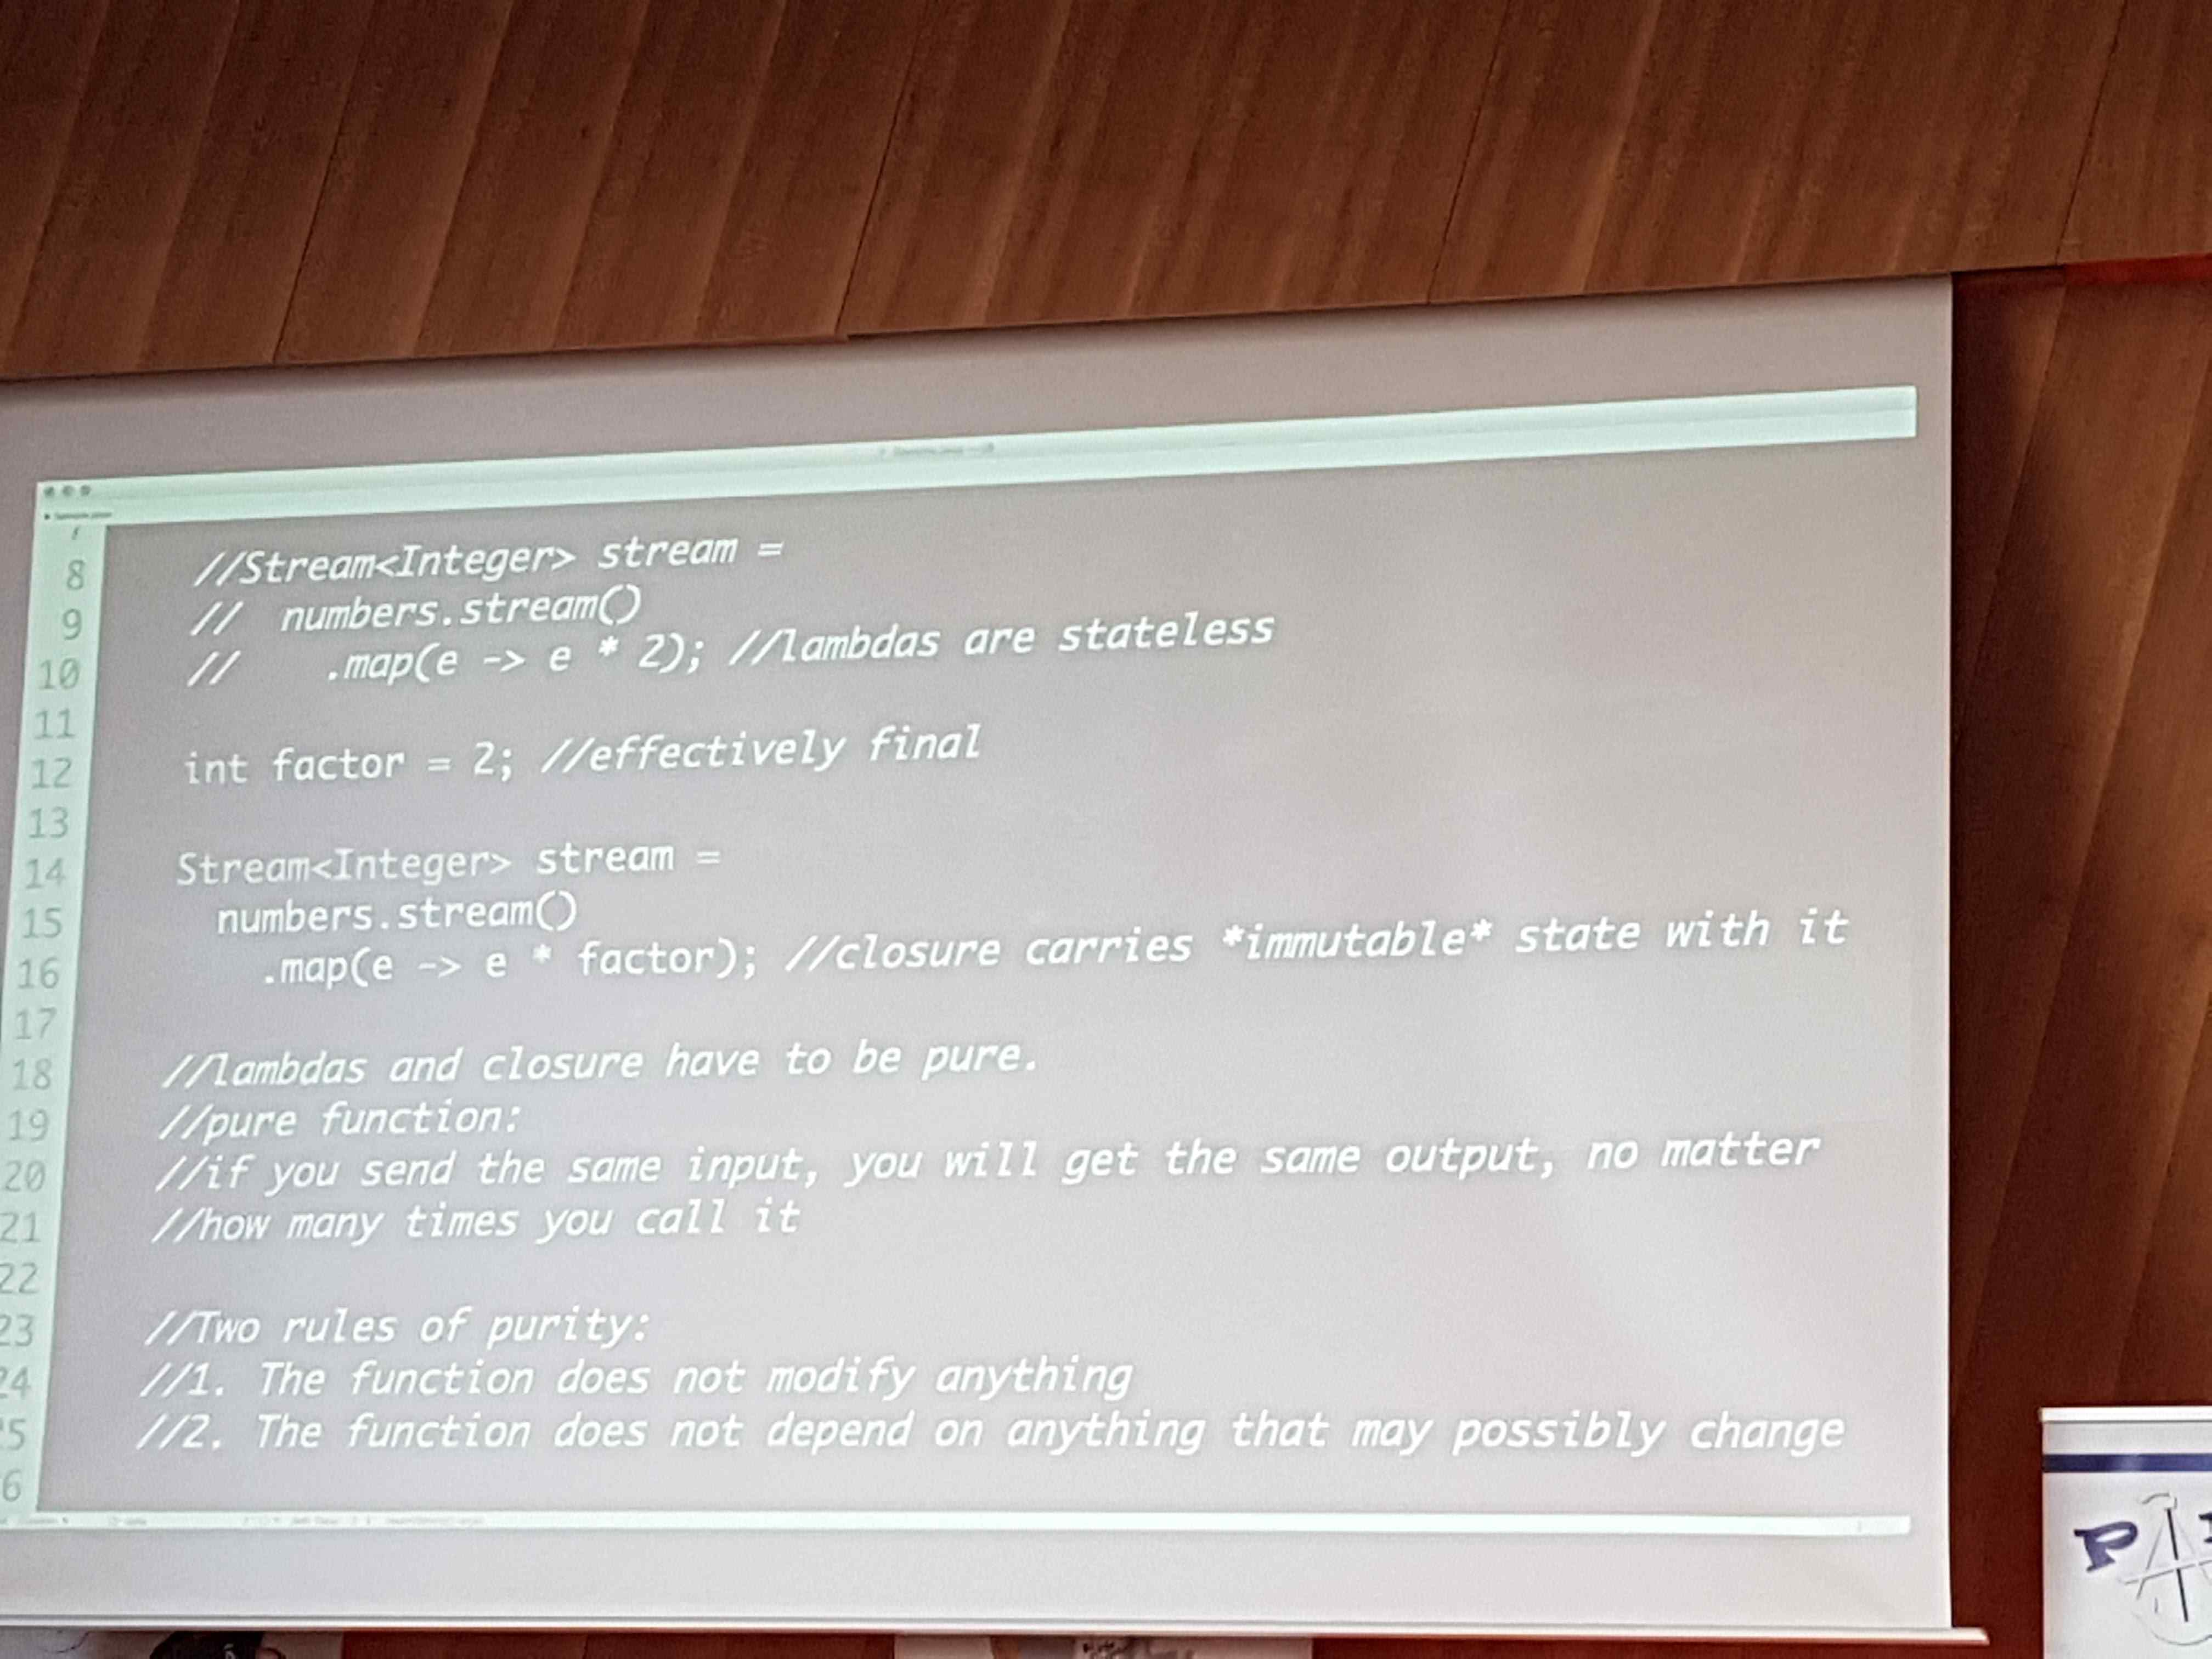 8 //Stream<Integer> stream =
9 // numbers.stream()
10 // .map(e -> e * 2); //lambdas are stateless
11
12 int factor = 2; //effectively final
13
14 Stream<Integer> stream =
15 numbers.stream()
16 .map(e -> e * factor); //closure carries *immutable* state with it
17
18 //lambdas and closure have to be pure.
19 //pure function:
20 //if you send the same input, you will get the same output, no matter
21 //how many times you call it
22
23 //Two rules of purity:
24 //1. The function does not modify anything
5 //2. The function does not depend on anything that may possibly change
6